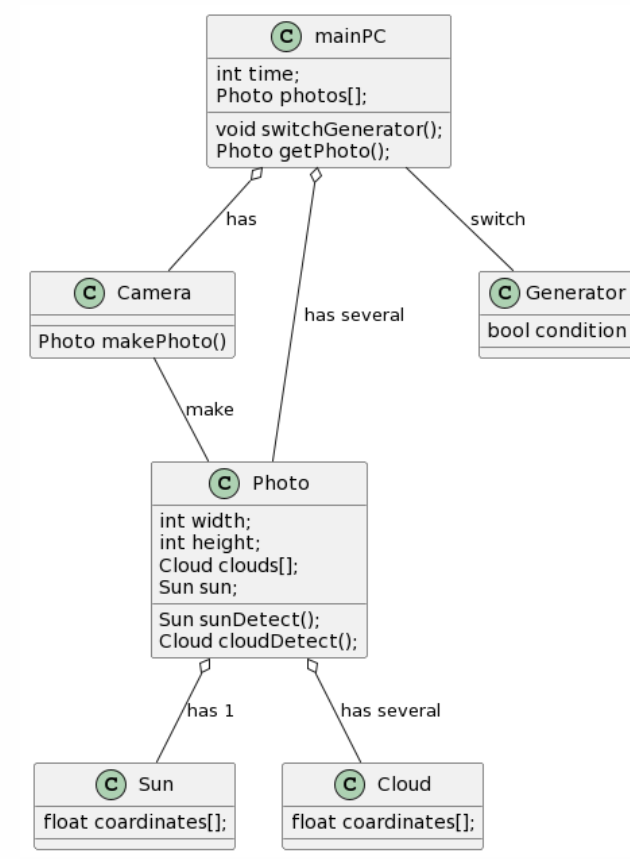 C mainPC
int time;
Photo photos[];
void switchGenerator();
Photo getPhoto();
has
switch
C Camera
Photo makePhoto()
has several
C Generator
bool condition
make
C Photo
int width;
int height;
Cloud clouds[];
Sun sun;
Sun sunDetect();
Cloud cloudDetect();
has 1
has several
C Sun
float coardinates[];
C Cloud
float coardinates[];